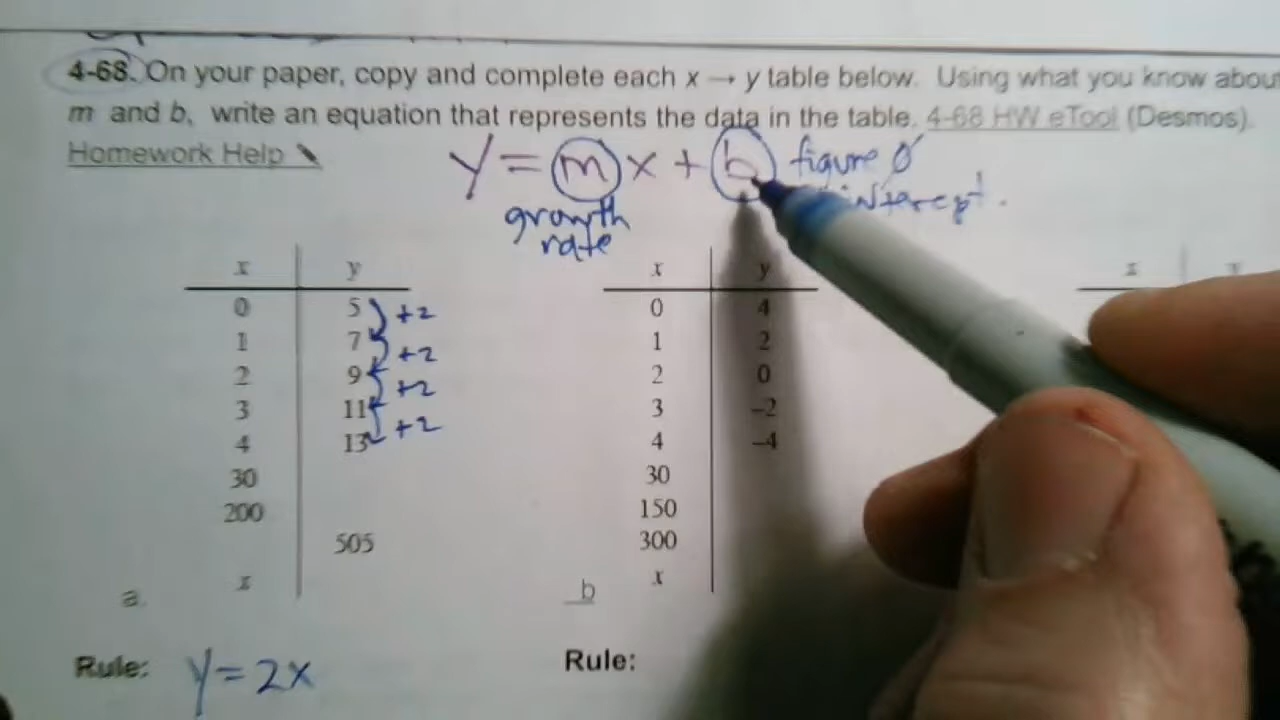 4-68. On your paper, copy and complete each x → y table below. Using what you know about
m and b, write an equation that represents the data in the table. 4-68 HW eTool (Desmos).
Homework Help
y = mx + b figure 0
intercept.
growth
rate
x y
0 5 +2
1 7 +2
2 9 +2
3 11 +2
4 13
30
200
505
x
a.
Rule: y = 2x
x y
0 4
1 2
2 0
3 -2
4 -4
30
150
300
x
b
Rule:
x y